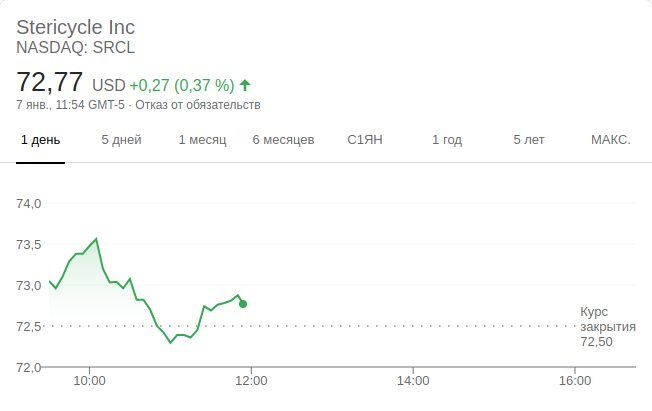 Stericycle Inc
NASDAQ: SRCL
72,77 USD +0,27 (0,37 %)
7 янв., 11:54 GMT-5 · Отказ от обязательств
1 день 5 дней 1 месяц 6 месяцев С1ЯН 1 год 5 лет МАКС.
74,0
73,5
73,0
72,5
72,0
Курс
закрытия
72,50
10:00 12:00 14:00 16:00